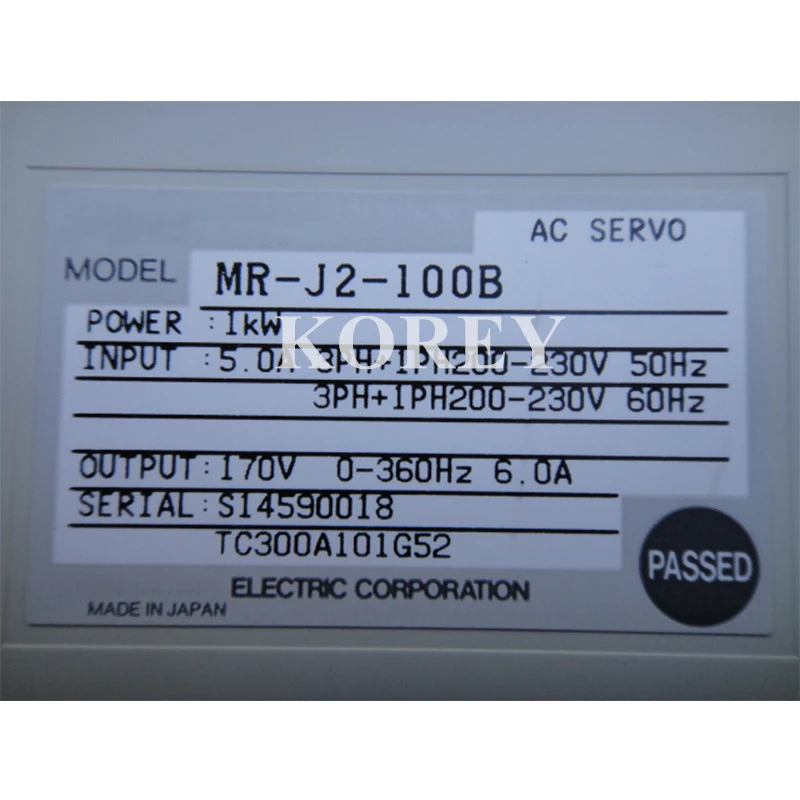 AC SERVO
MODEL MR-J2-100B
POWER :1kW
INPUT :5.0A 3PH+1PH200-230V 50Hz
3PH+1PH200-230V 60Hz
OUTPUT:170V 0-360Hz 6.0A
SERIAL:S14590018
TC300A101G52
PASSED
ELECTRIC CORPORATION
MADE IN JAPAN
KOREY